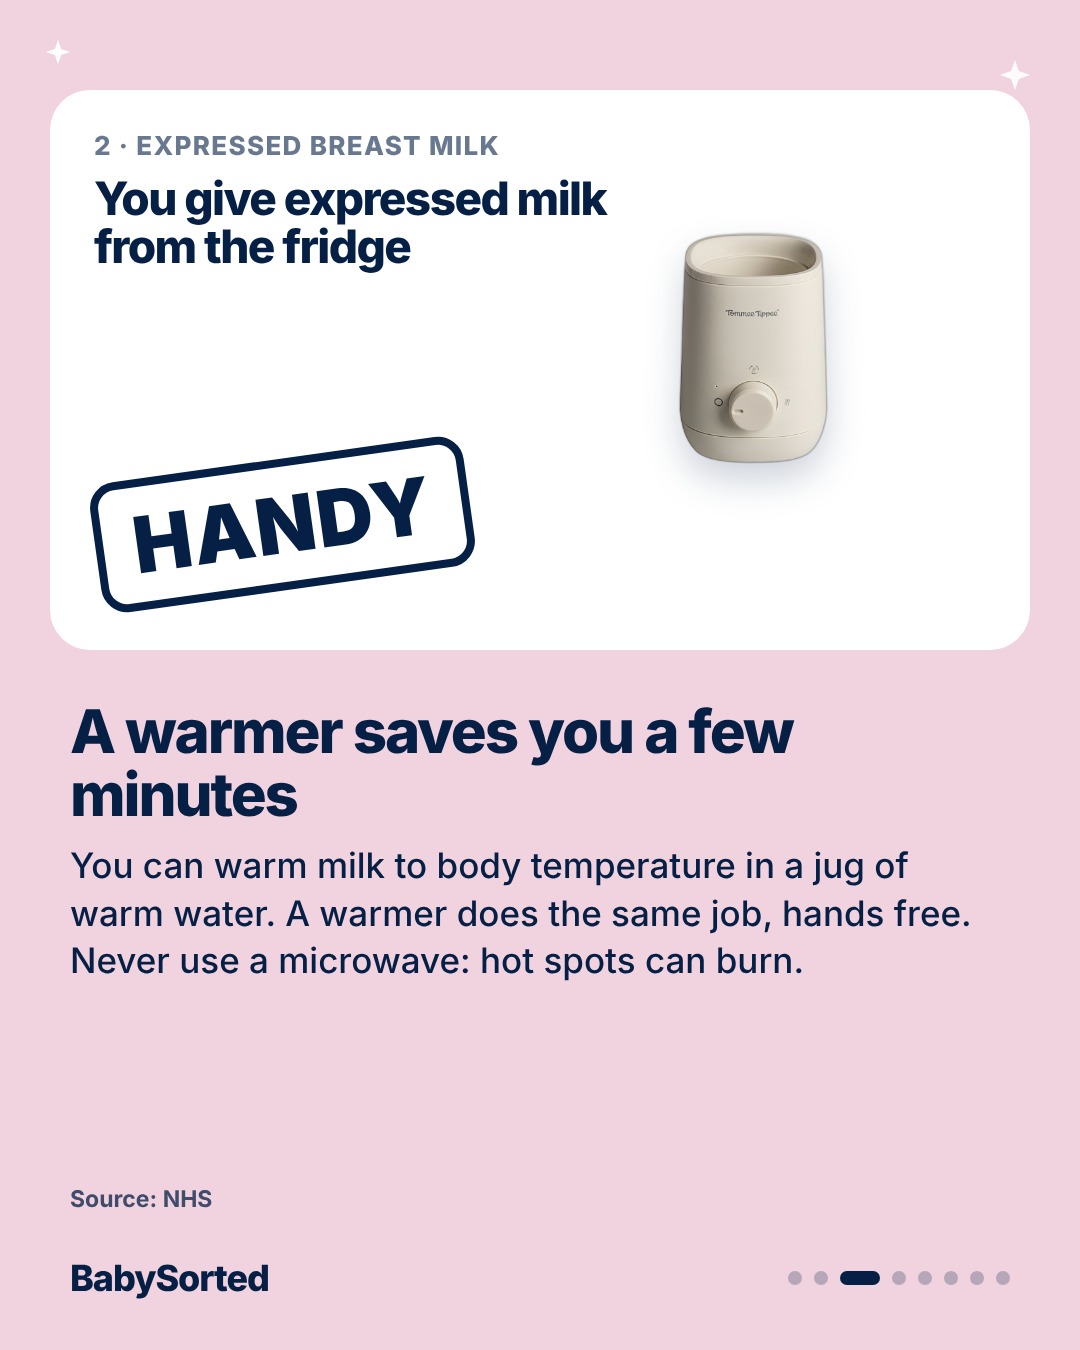 2 · EXPRESSED BREAST MILK
You give expressed milk
from the fridge
Tommee Tippee
HANDY
A warmer saves you a few
minutes
You can warm milk to body temperature in a jug of
warm water. A warmer does the same job, hands free.
Never use a microwave: hot spots can burn.
Source: NHS
BabySorted